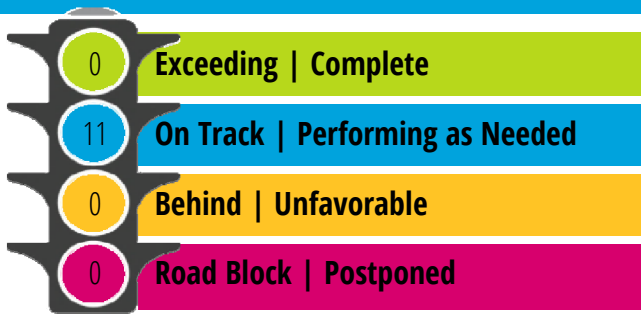 0 Exceeding | Complete
11 On Track | Performing as Needed
0 Behind | Unfavorable
0 Road Block | Postponed